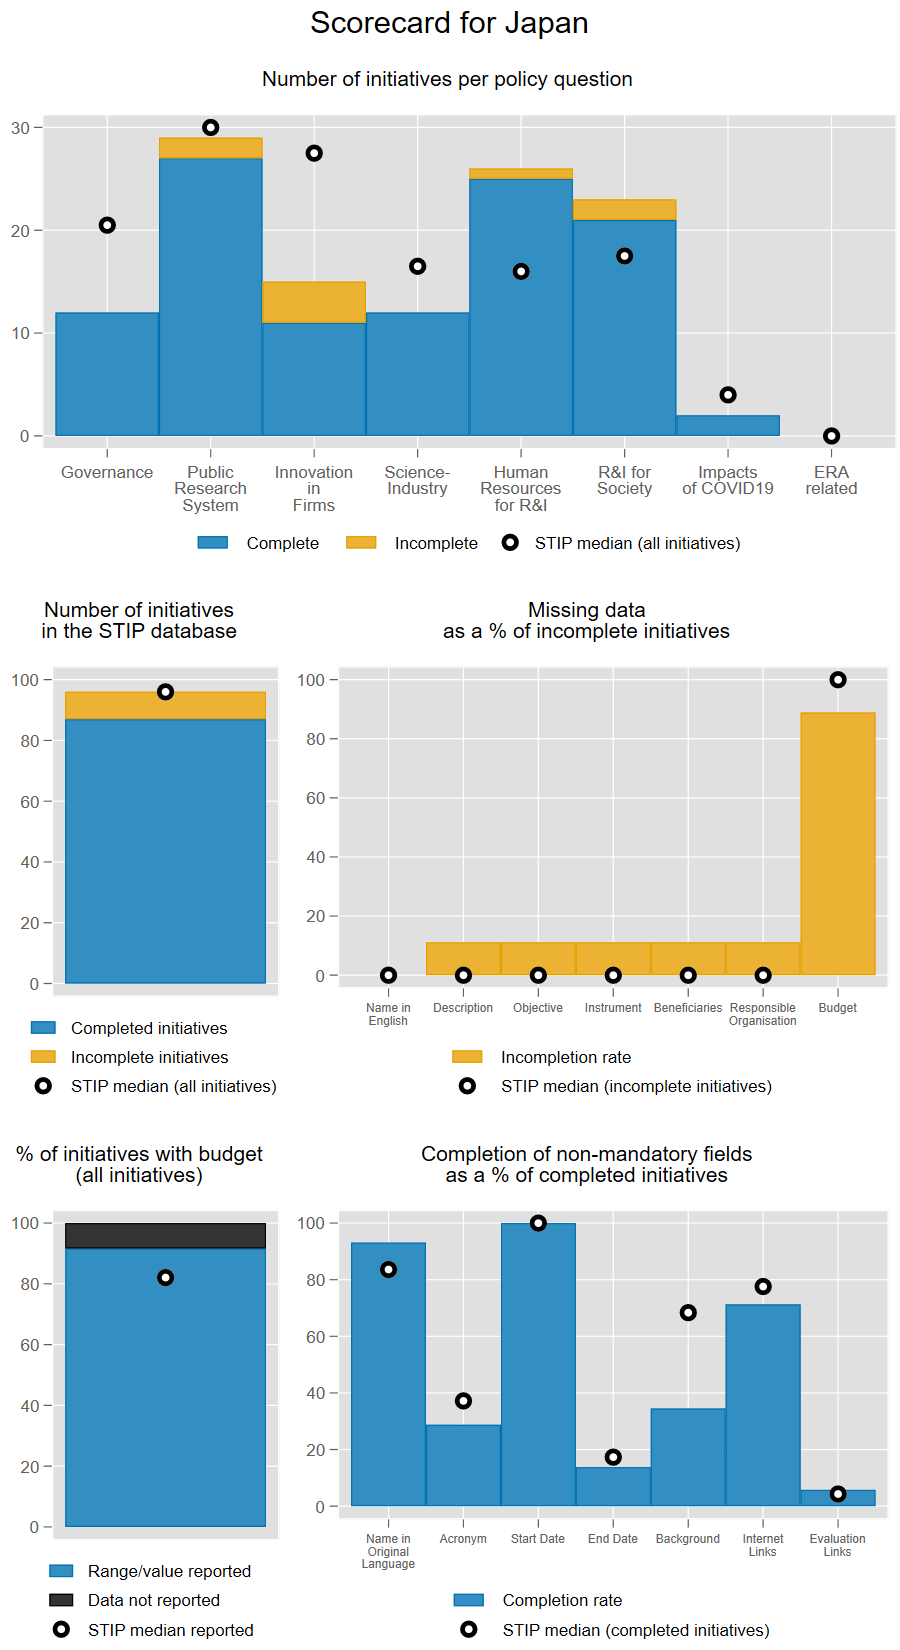 Scorecard for Japan
Number of initiatives per policy question
30
20
10
0
Governance
Public
Research
System
Innovation
in
Firms
Science-
Industry
Human
Resources
for R&I
R&I for
Society
Impacts
of COVID19
ERA
related
Complete
Incomplete
STIP median (all initiatives)
Number of initiatives
in the STIP database
100
80
60
40
20
0
Completed initiatives
Incomplete initiatives
STIP median (all initiatives)
Missing data
as a % of incomplete initiatives
100
80
60
40
20
0
Name in
English
Description
Objective
Instrument
Beneficiaries
Responsible
Organisation
Budget
Incompletion rate
STIP median (incomplete initiatives)
% of initiatives with budget
(all initiatives)
100
80
60
40
20
0
Range/value reported
Data not reported
STIP median reported
Completion of non-mandatory fields
as a % of completed initiatives
100
80
60
40
20
0
Name in
Original
Language
Acronym
Start Date
End Date
Background
Internet
Links
Evaluation
Links
Completion rate
STIP median (completed initiatives)